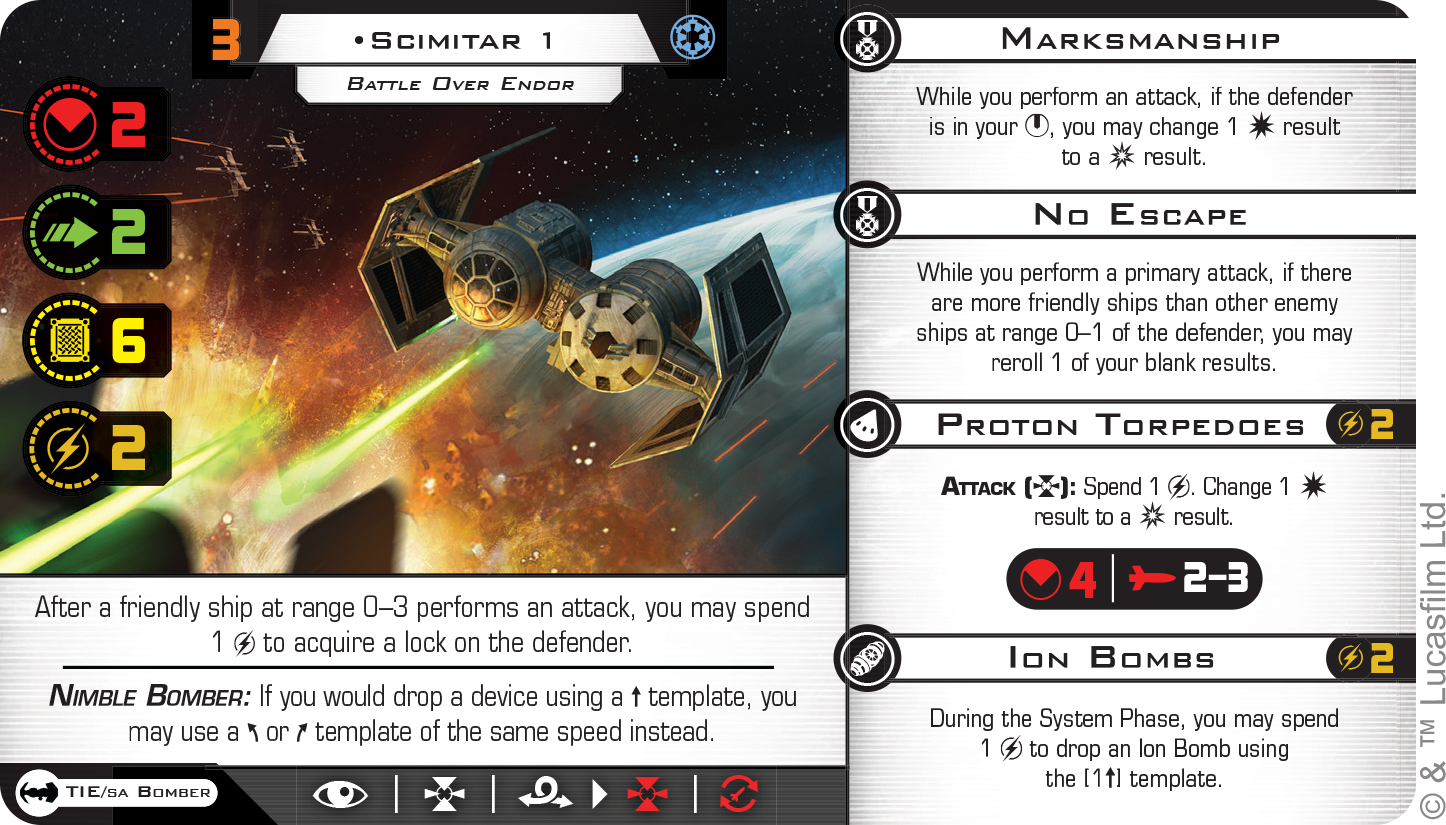 3
•Scimitar 1
Battle Over Endor
2
2
6
2
After a friendly ship at range 0–3 performs an attack, you may spend
1 to acquire a lock on the defender.
Nimble Bomber: If you would drop a device using a template, you
may use a or template of the same speed instead.
TIE/sa Bomber
Marksmanship
While you perform an attack, if the defender
is in your , you may change 1 result
to a result.
No Escape
While you perform a primary attack, if there
are more friendly ships than other enemy
ships at range 0–1 of the defender, you may
reroll 1 of your blank results.
Proton Torpedoes 2
Attack ( ): Spend 1 . Change 1
result to a result.
4 2–3
Ion Bombs 2
During the System Phase, you may spend
1 to drop an Ion Bomb using
the [1 ] template.
© & ™ Lucasfilm Ltd.